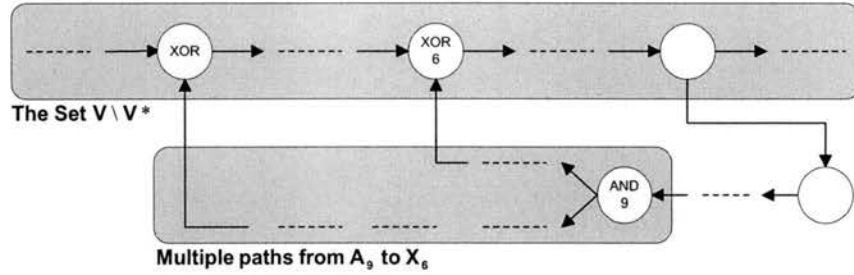 XOR
XOR
6
The Set V \ V *
AND
9
Multiple paths from A₉ to X₆